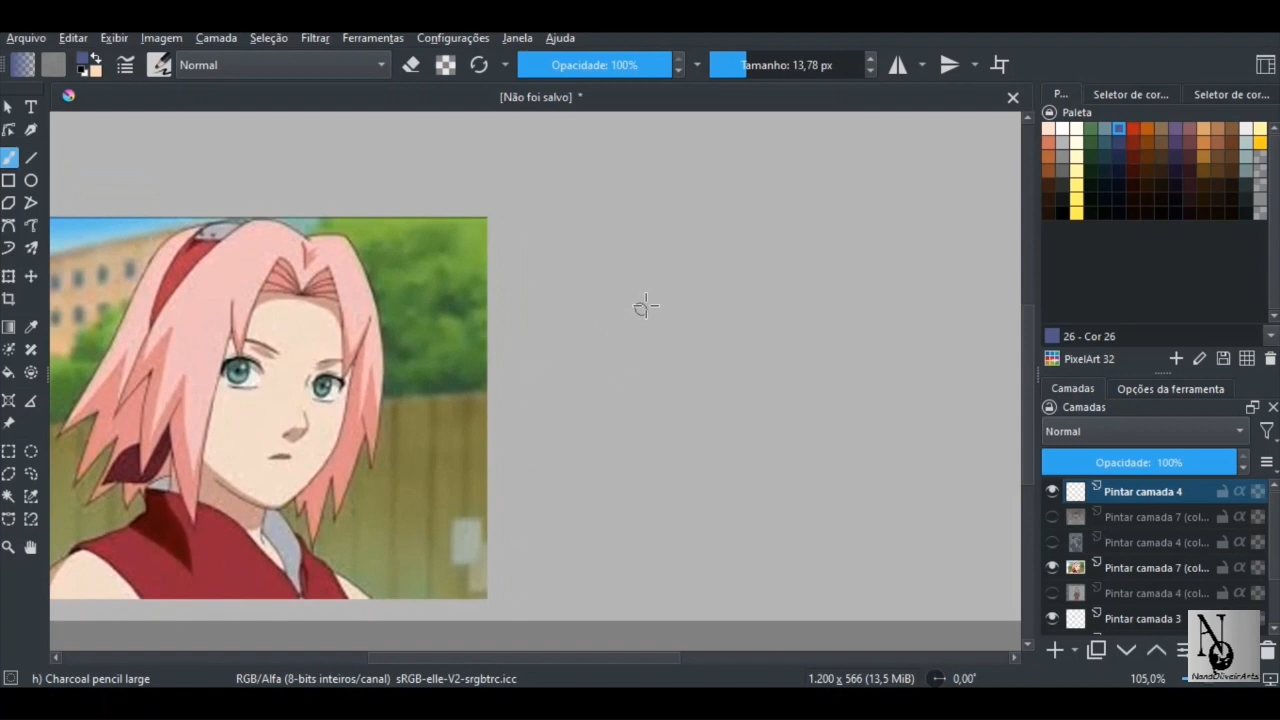 Arquivo Editar Exibir Imagem Camada Seleção Filtrar Ferramentas Configurações Janela Ajuda
Normal Opacidade: 100% Tamanho: 13,78 px
[Não foi salvo] *
P... Seletor de cor... Seletor de cor...
Paleta
26 - Cor 26
PixelArt 32
Camadas Opções da ferramenta
Camadas
Normal
Opacidade: 100%
Pintar camada 4
Pintar camada 7 (col...
Pintar camada 4 (col...
Pintar camada 7 (col...
Pintar camada 4 (col...
Pintar camada 3
NandOliveirArts
h) Charcoal pencil large RGB/Alfa (8-bits inteiros/canal) sRGB-elle-V2-srgbtrc.icc 1.200 x 566 (13,5 MiB) 0,00° 105,0%